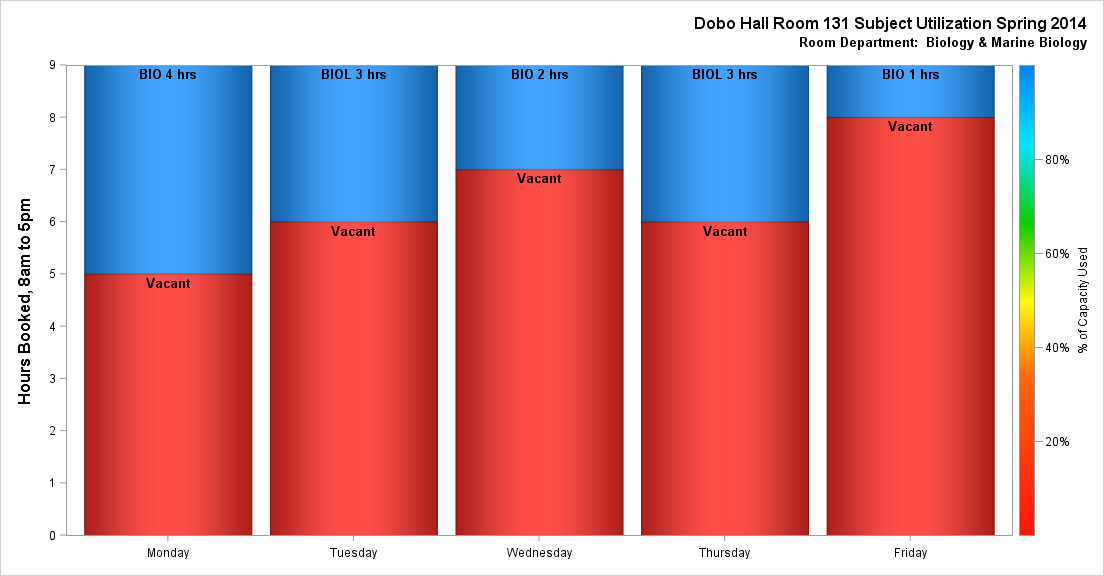 Dobo Hall Room 131 Subject Utilization Spring 2014
Room Department:  Biology & Marine Biology
Hours Booked, 8am to 5pm
9
8
7
6
5
4
3
2
1
0
BIO 4 hrs
Vacant
BIOL 3 hrs
Vacant
BIO 2 hrs
Vacant
BIOL 3 hrs
Vacant
BIO 1 hrs
Vacant
Monday
Tuesday
Wednesday
Thursday
Friday
80%
60%
40%
20%
% of Capacity Used